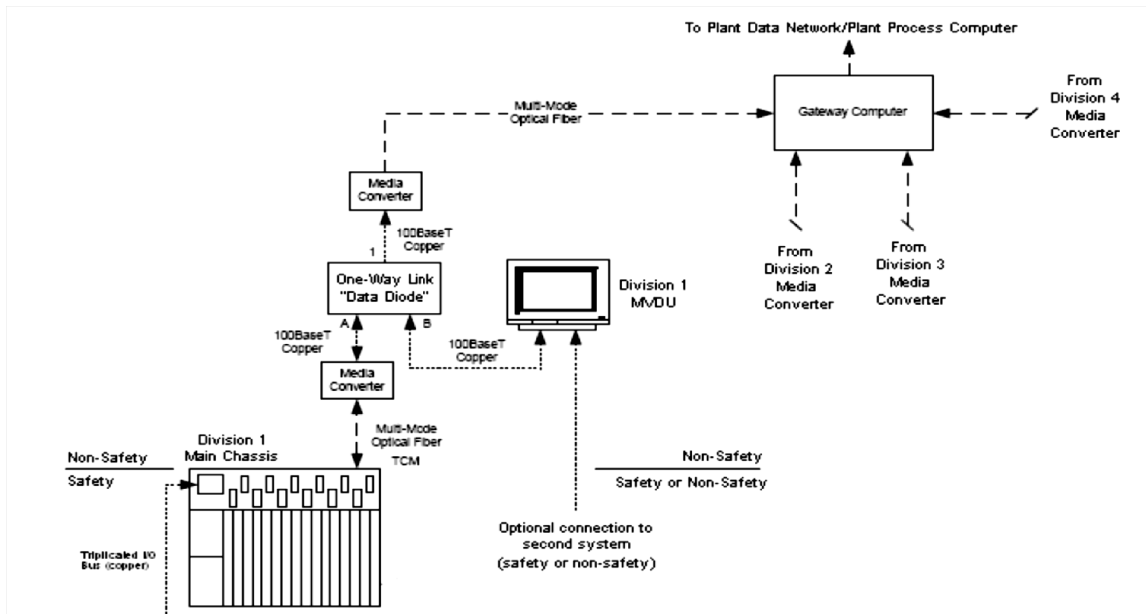 To Plant Data Network/Plant Process Computer
Gateway Computer
From
Division 4
Media
Converter
Multi-Mode
Optical Fiber
Media
Converter
From
Division 2
Media
Converter
From
Division 3
Media
Converter
100BaseT
Copper
1
One-Way Link
"Data Diode"
A
B
Division 1
MVDU
100BaseT
Copper
100BaseT
Copper
Media
Converter
Multi-Mode
Optical Fiber
TCM
Division 1
Main Chassis
Non-Safety
Safety
Non-Safety
Safety or Non-Safety
Optional connection to
second system
(safety or non-safety)
Triplicated I/O
Bus (copper)